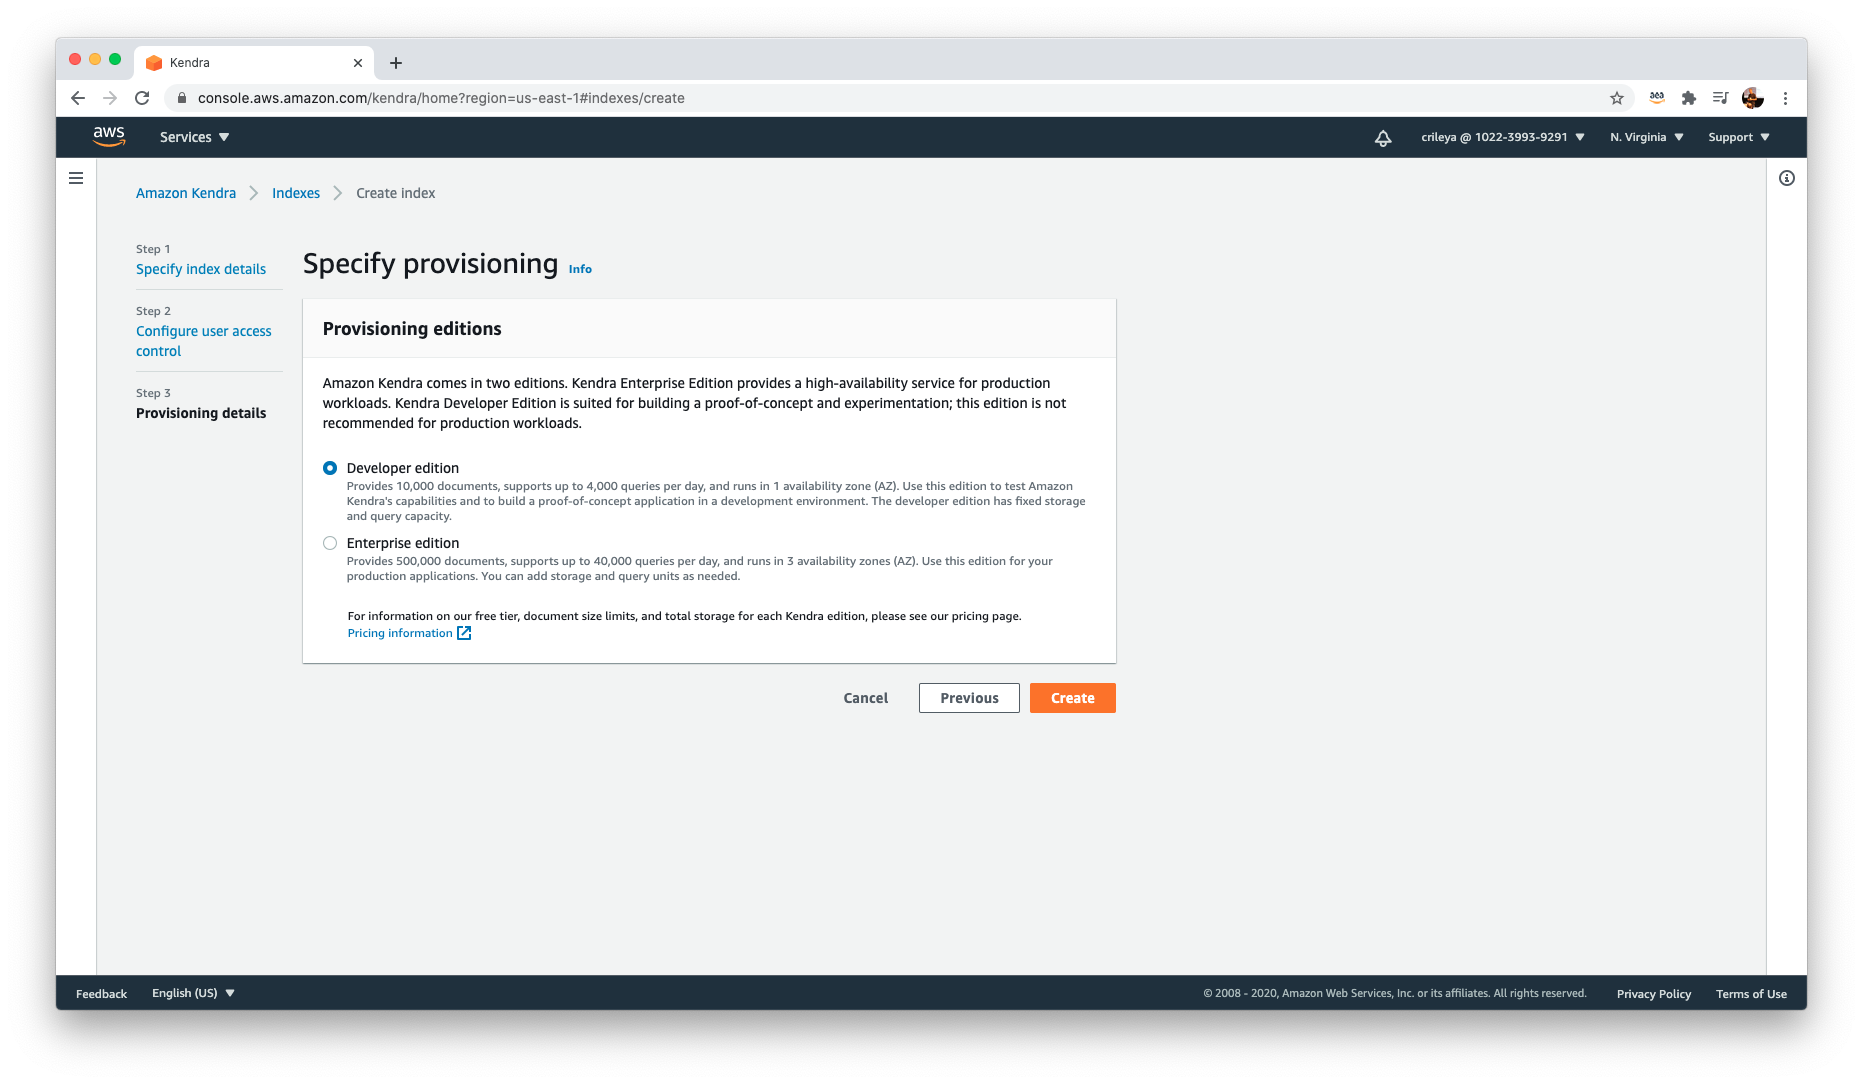 Kendra
console.aws.amazon.com/kendra/home?region=us-east-1#indexes/create
aws
Services
crileya @ 1022-3993-9291
N. Virginia
Support
Amazon Kendra
Indexes
Create index
Step 1
Specify index details
Step 2
Configure user access
control
Step 3
Provisioning details
Specify provisioning Info
Provisioning editions
Amazon Kendra comes in two editions. Kendra Enterprise Edition provides a high-availability service for production
workloads. Kendra Developer Edition is suited for building a proof-of-concept and experimentation; this edition is not
recommended for production workloads.
Developer edition
Provides 10,000 documents, supports up to 4,000 queries per day, and runs in 1 availability zone (AZ). Use this edition to test Amazon
Kendra's capabilities and to build a proof-of-concept application in a development environment. The developer edition has fixed storage
and query capacity.
Enterprise edition
Provides 500,000 documents, supports up to 40,000 queries per day, and runs in 3 availability zones (AZ). Use this edition for your
production applications. You can add storage and query units as needed.
For information on our free tier, document size limits, and total storage for each Kendra edition, please see our pricing page.
Pricing information
Cancel
Previous
Create
Feedback
English (US)
© 2008 - 2020, Amazon Web Services, Inc. or its affiliates. All rights reserved.
Privacy Policy
Terms of Use